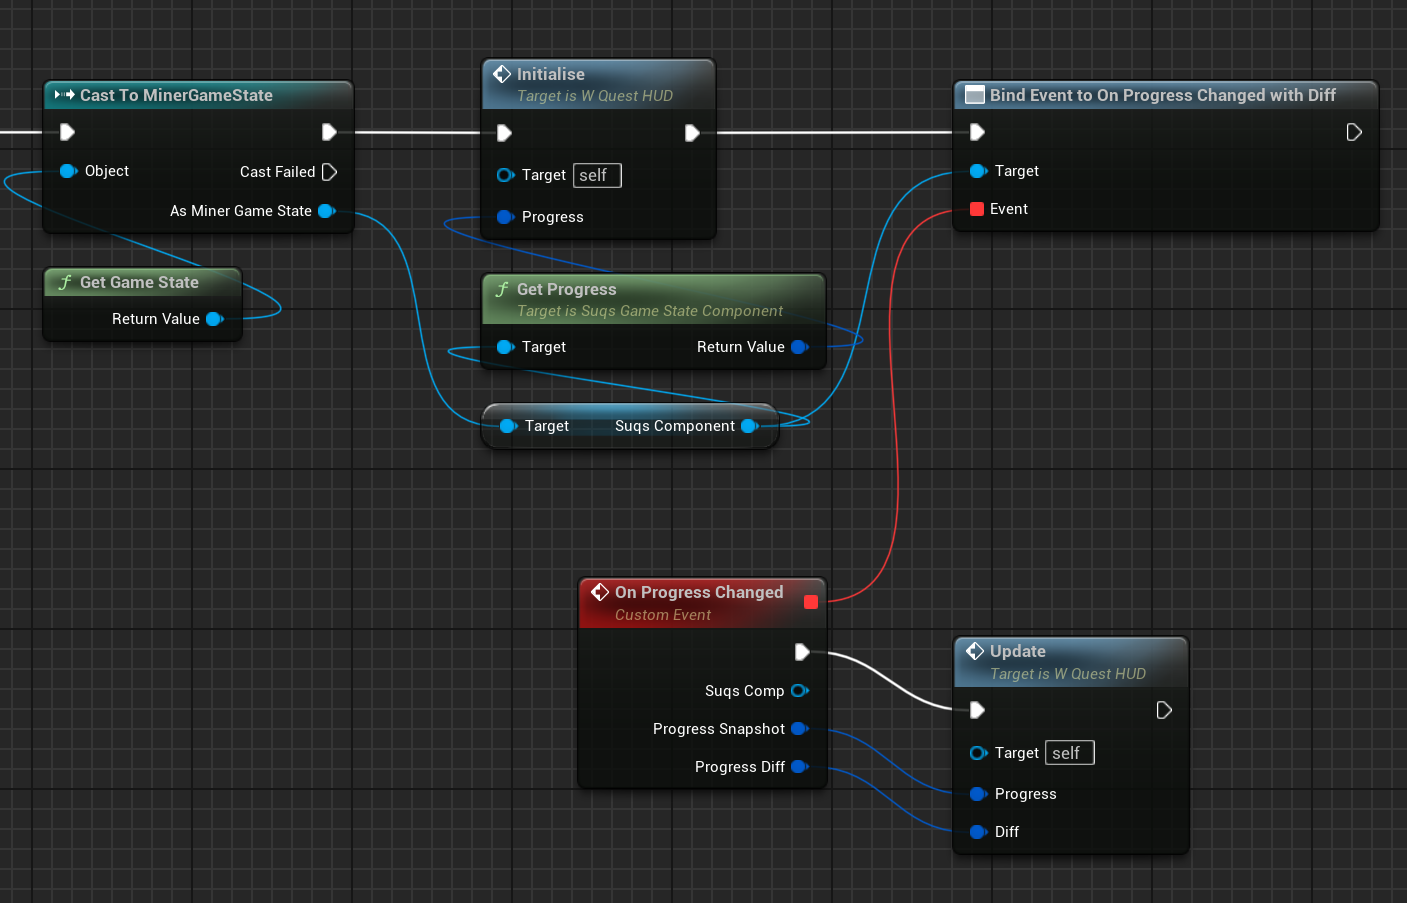 Cast To MinerGameState
Object
Cast Failed
As Miner Game State
Get Game State
Return Value
Initialise
Target is W Quest HUD
Target self
Progress
Get Progress
Target is Suqs Game State Component
Target Return Value
Target Suqs Component
Bind Event to On Progress Changed with Diff
Target
Event
On Progress Changed
Custom Event
Suqs Comp
Progress Snapshot
Progress Diff
Update
Target is W Quest HUD
Target self
Progress
Diff